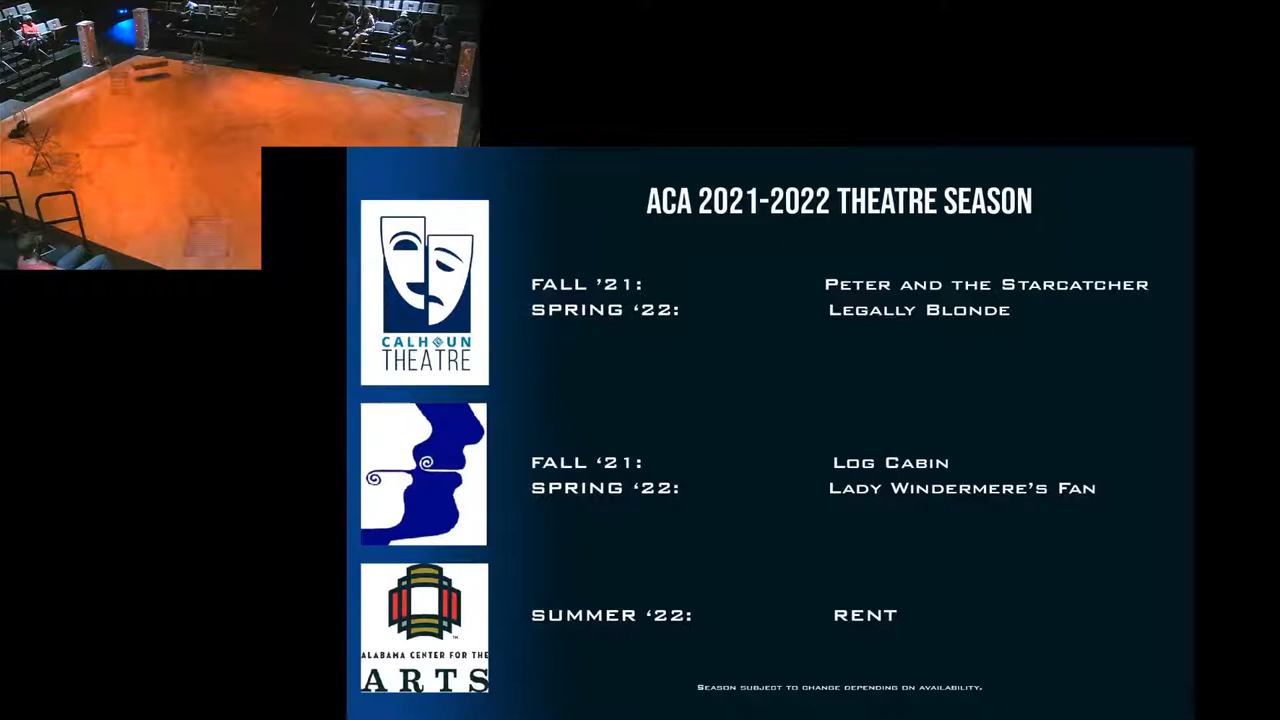 ACA 2021-2022 THEATRE SEASON
CALHOUN
THEATRE
FALL ’21: PETER AND THE STARCATCHER
SPRING ‘22: LEGALLY BLONDE
FALL ‘21: LOG CABIN
SPRING ‘22: LADY WINDERMERE’S FAN
ALABAMA CENTER FOR THE
ARTS
SUMMER ‘22: RENT
SEASON SUBJECT TO CHANGE DEPENDING ON AVAILABILITY.